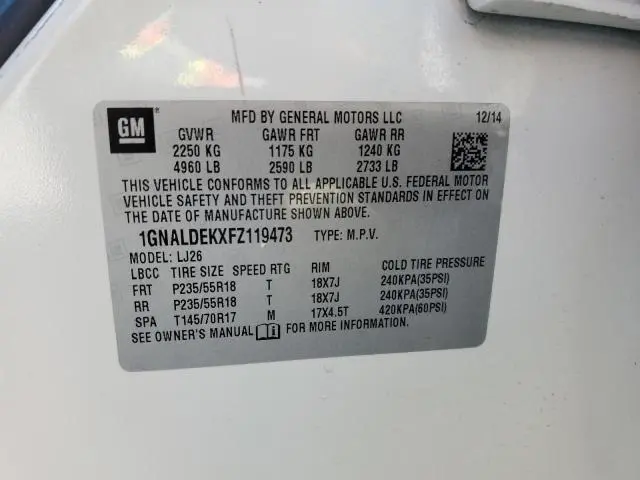 GM
MFD BY GENERAL MOTORS LLC 12/14
GVWR GAWR FRT GAWR RR
2250 KG 1175 KG 1240 KG
4960 LB 2590 LB 2733 LB
THIS VEHICLE CONFORMS TO ALL APPLICABLE U.S. FEDERAL MOTOR
VEHICLE SAFETY AND THEFT PREVENTION STANDARDS IN EFFECT ON
THE DATE OF MANUFACTURE SHOWN ABOVE.
1GNALDEKXFZ119473 TYPE: M.P.V.
MODEL: LJ26
LBCC TIRE SIZE SPEED RTG RIM COLD TIRE PRESSURE
FRT P235/55R18 T 18X7J 240KPA(35PSI)
RR P235/55R18 T 18X7J 240KPA(35PSI)
SPA T145/70R17 M 17X4.5T 420KPA(60PSI)
SEE OWNER'S MANUAL FOR MORE INFORMATION.